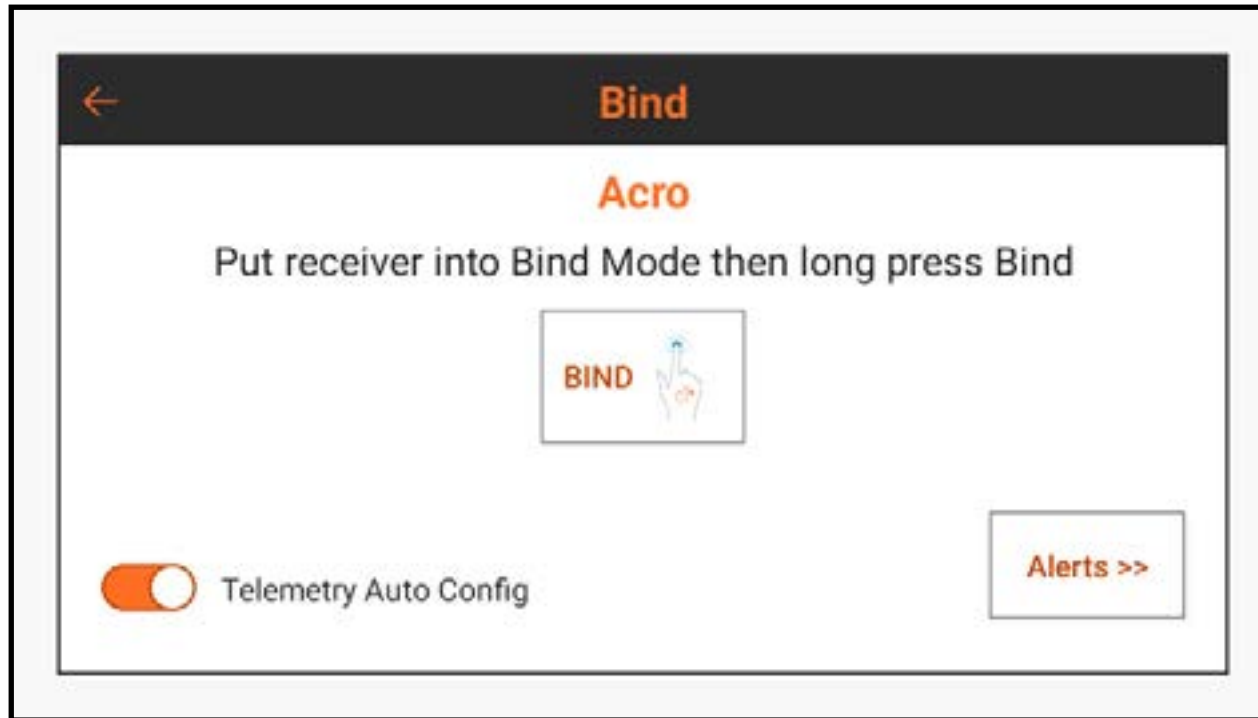 Bind
Acro
Put receiver into Bind Mode then long press Bind
BIND
Telemetry Auto Config
Alerts >>